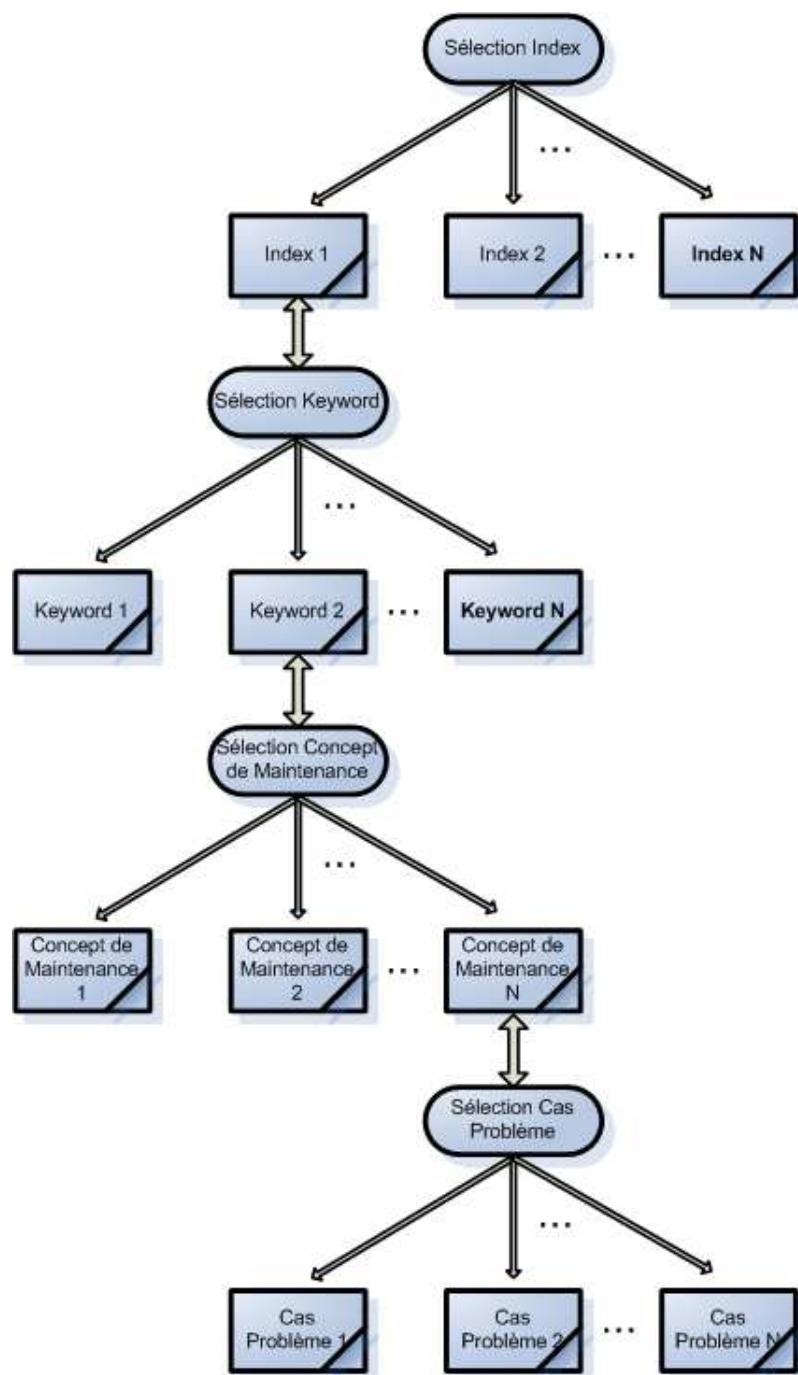 Sélection Index
...
Index 1
Index 2
...
Index N
Sélection Keyword
...
Keyword 1
Keyword 2
...
Keyword N
Sélection Concept
de Maintenance
...
Concept de
Maintenance
1
Concept de
Maintenance
2
...
Concept de
Maintenance
N
Sélection Cas
Problème
...
Cas
Problème 1
Cas
Problème 2
...
Cas
Problème N